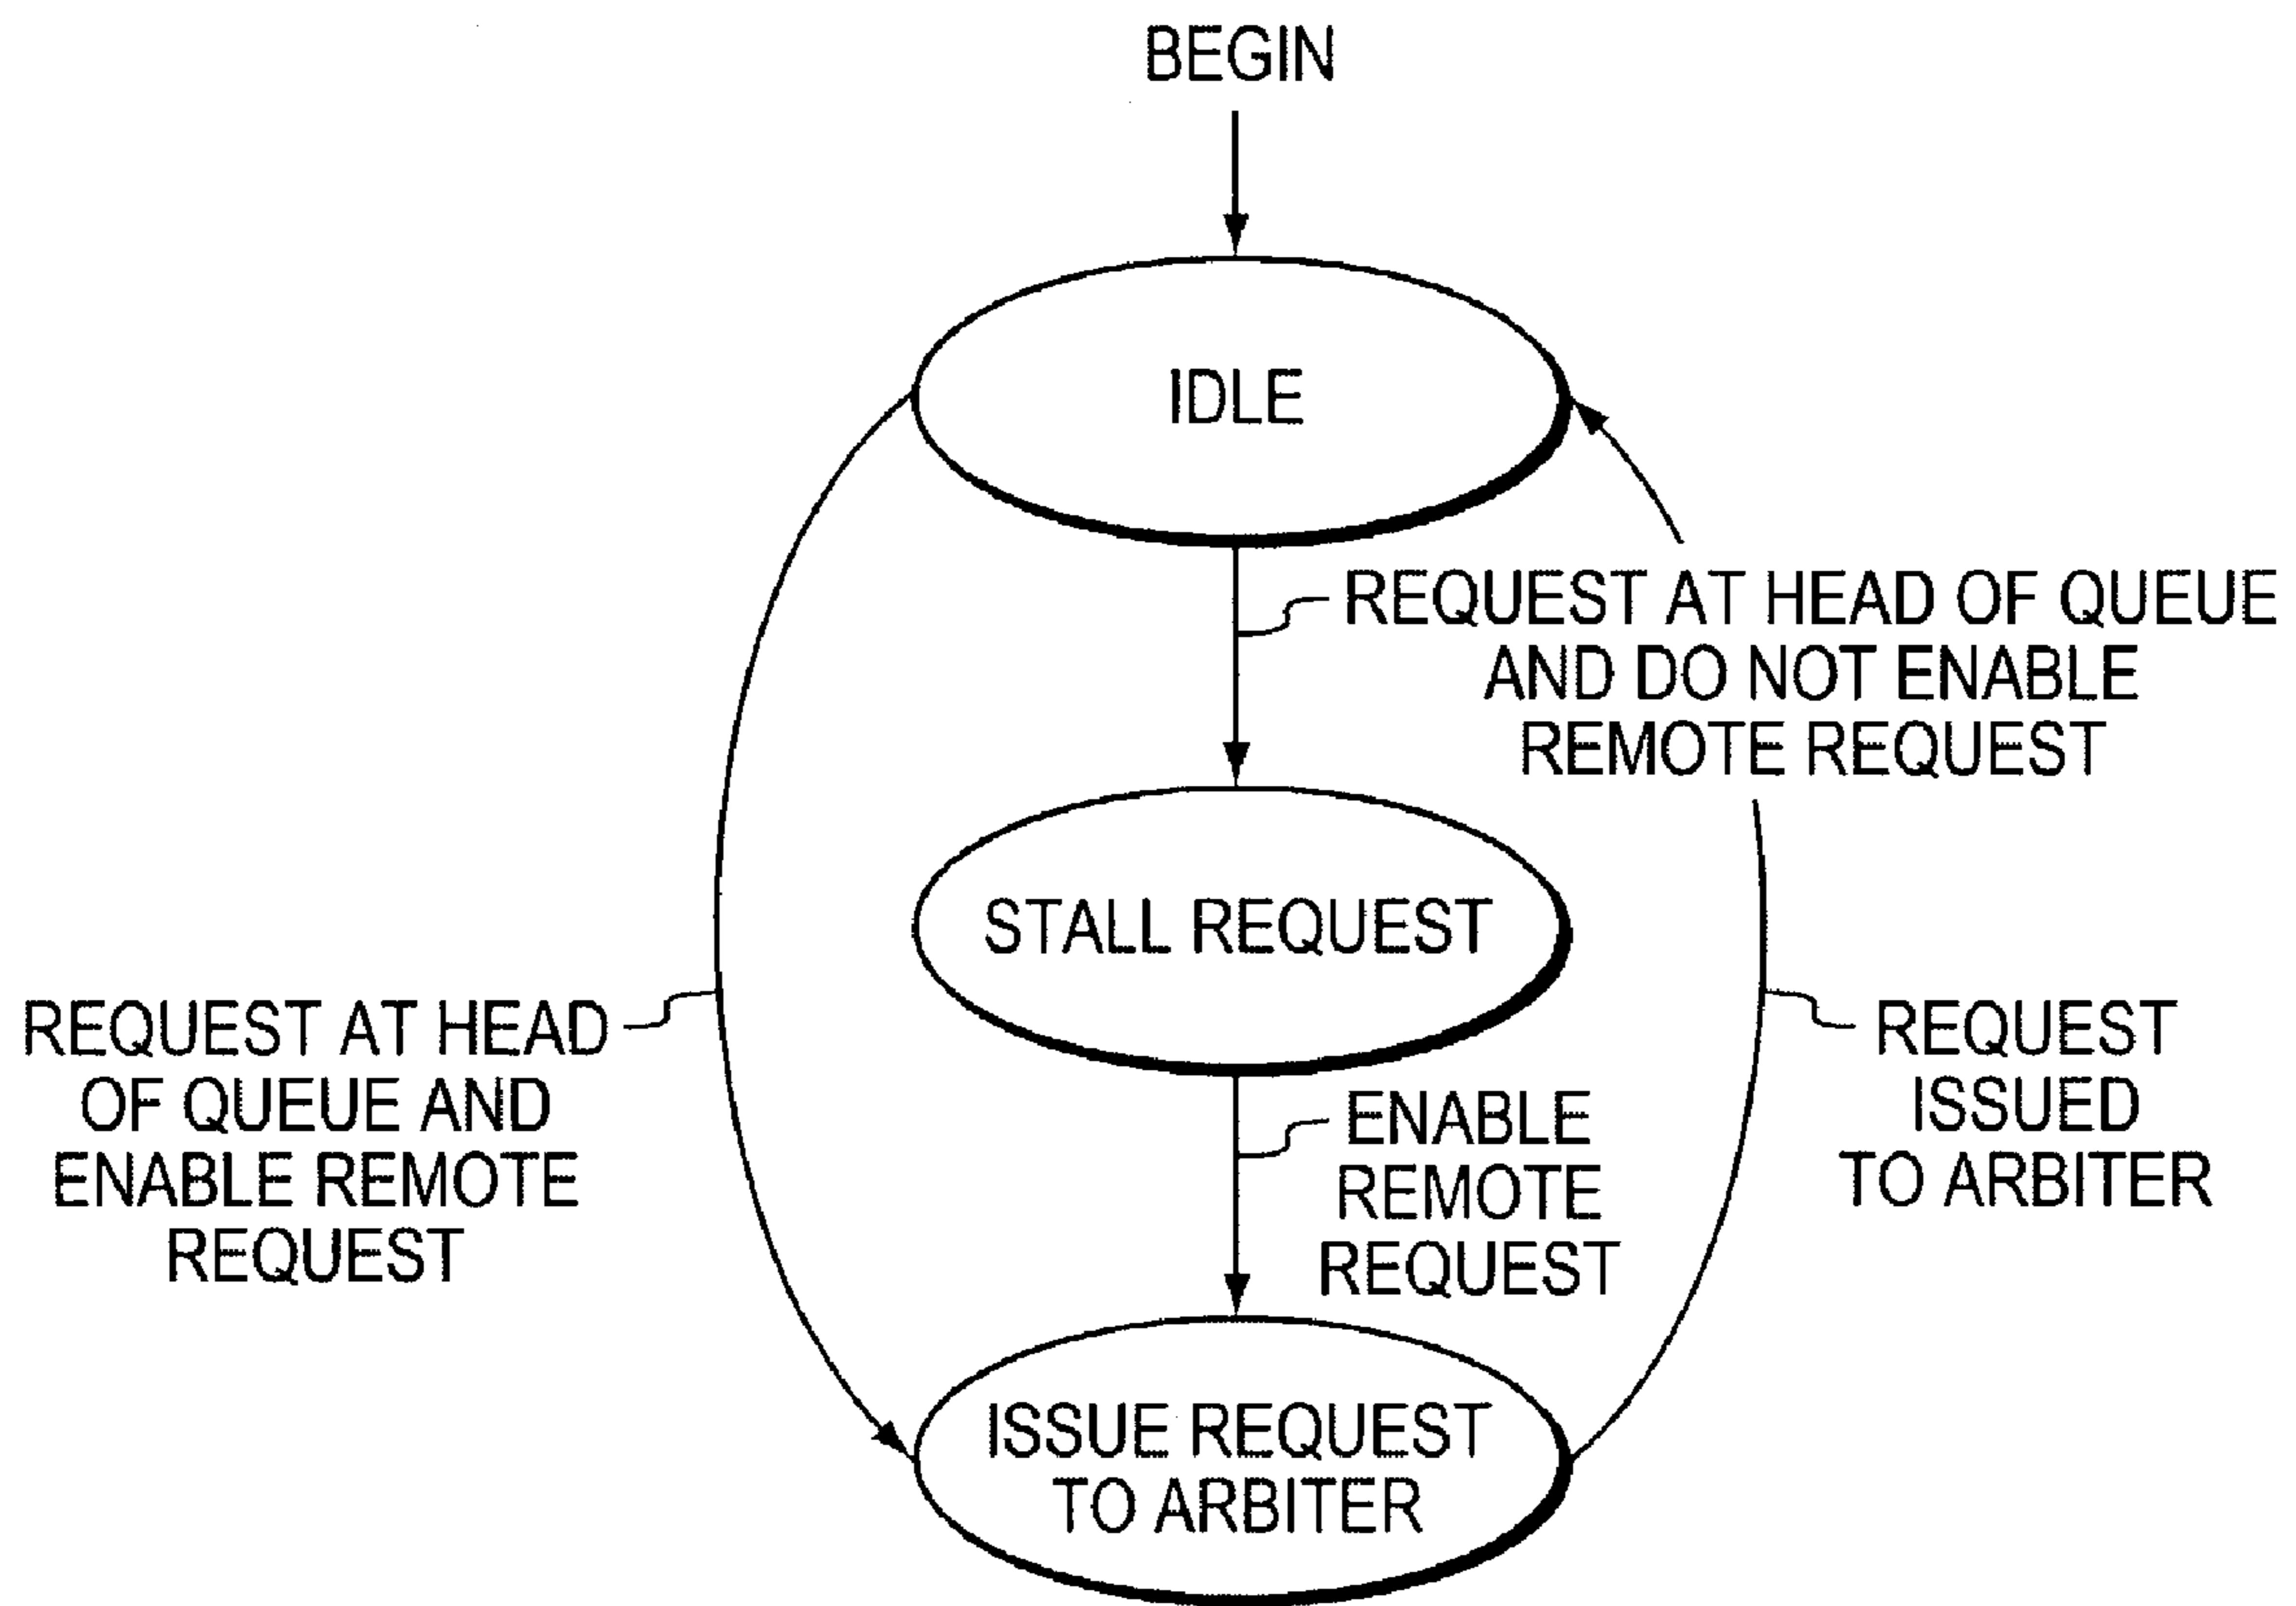 BEGIN
IDLE
REQUEST AT HEAD OF QUEUE
AND DO NOT ENABLE
REMOTE REQUEST
STALL REQUEST
REQUEST AT HEAD
OF QUEUE AND
ENABLE REMOTE
REQUEST
REQUEST
ISSUED
TO ARBITER
ENABLE
REMOTE
REQUEST
ISSUE REQUEST
TO ARBITER